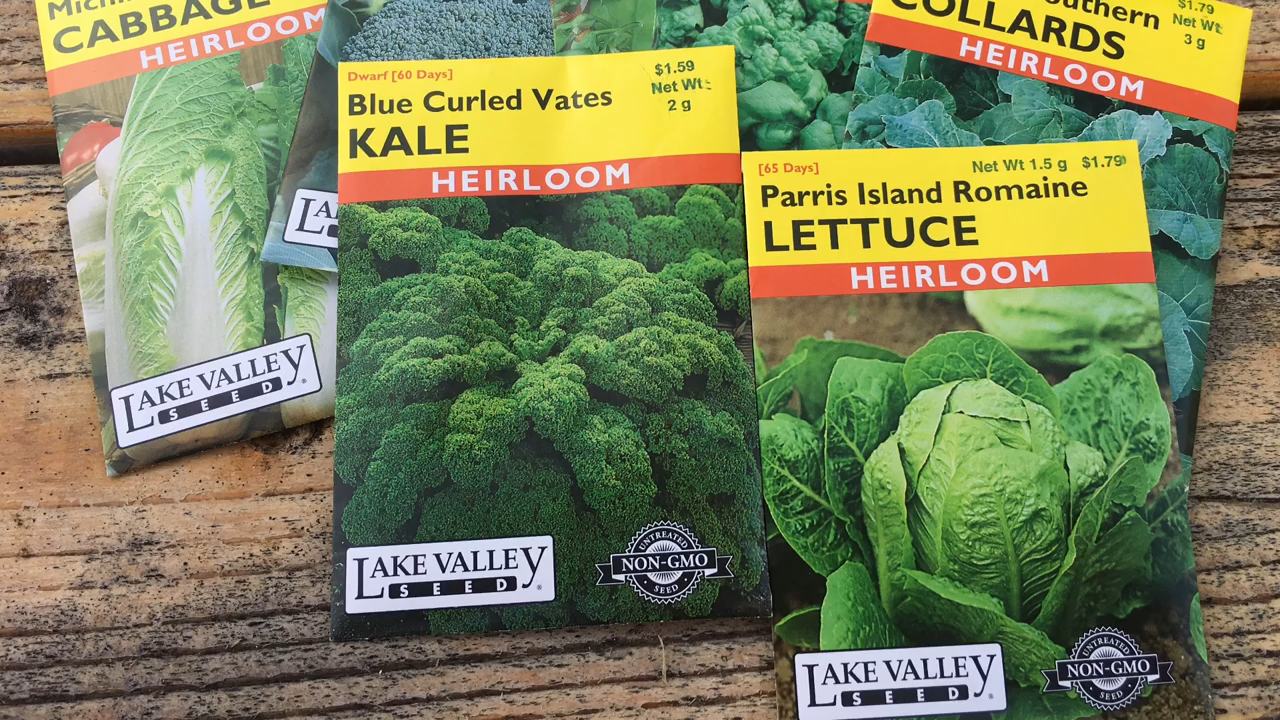 CABBAGE
HEIRLOOM
LAKE VALLEY
SEED
LA
Dwarf [60 Days]
$1.59
Net Wt
2 g
Blue Curled Vates
KALE
HEIRLOOM
LAKE VALLEY
SEED
UNTREATED
NON-GMO
SEED
$1.79
Net Wt
3 g
COLLARDS
HEIRLOOM
[65 Days]
Net Wt 1.5 g $1.79
Parris Island Romaine
LETTUCE
HEIRLOOM
LAKE VALLEY
SEED
UNTREATED
NON-GMO
SEED